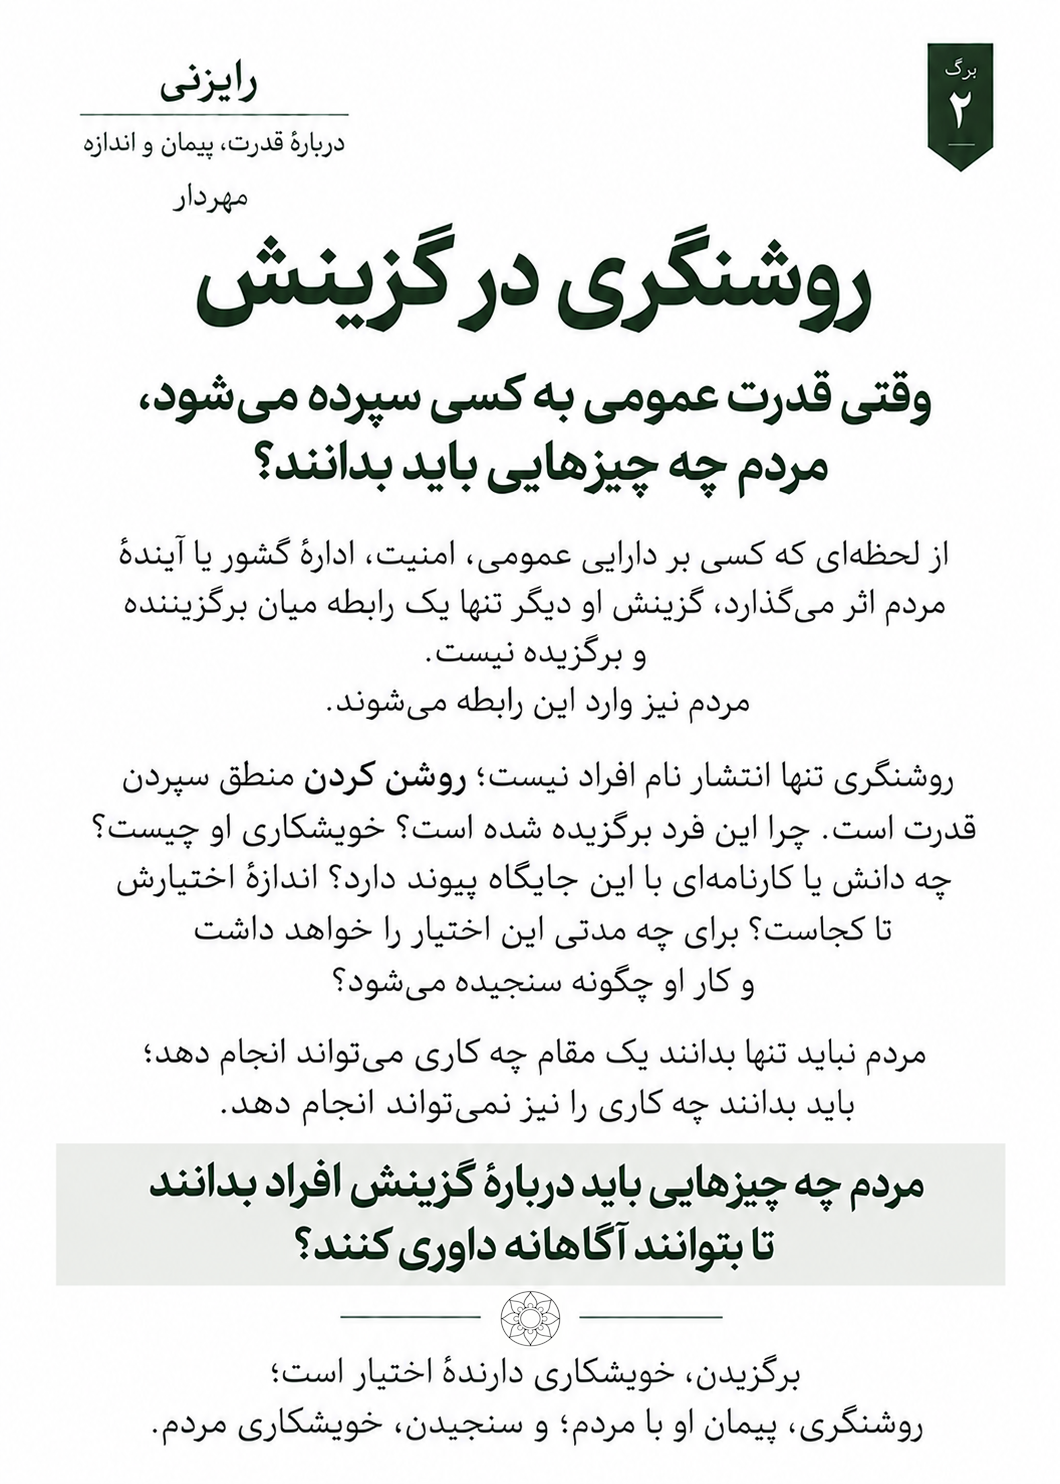 برگ
۲
رایزنی
دربارهٔ قدرت، پیمان و اندازه
مهردار
روشنگری در گزینش
وقتی قدرت عمومی به کسی سپرده می‌شود،
مردم چه چیزهایی باید بدانند؟
از لحظه‌ای که کسی بر دارایی عمومی، امنیت، ادارهٔ گشور یا آیندهٔ
مردم اثر می‌گذارد، گزینش او دیگر تنها یک رابطه میان برگزیننده
و برگزیده نیست.
مردم نیز وارد این رابطه می‌شوند.
روشنگری تنها انتشار نام افراد نیست؛ روشن کردن منطق سپردن
قدرت است. چرا این فرد برگزیده شده است؟ خویشکاری او چیست؟
چه دانش یا کارنامه‌ای با این جایگاه پیوند دارد؟ اندازهٔ اختیارش
تا کجاست؟ برای چه مدتی این اختیار را خواهد داشت
و کار او چگونه سنجیده می‌شود؟
مردم نباید تنها بدانند یک مقام چه کاری می‌تواند انجام دهد؛
باید بدانند چه کاری را نیز نمی‌تواند انجام دهد.
مردم چه چیزهایی باید دربارهٔ گزینش افراد بدانند
تا بتوانند آگاهانه داوری کنند؟
برگزیدن، خویشکاری دارندهٔ اختیار است؛
روشنگری، پیمان او با مردم؛ و سنجیدن، خویشکاری مردم.